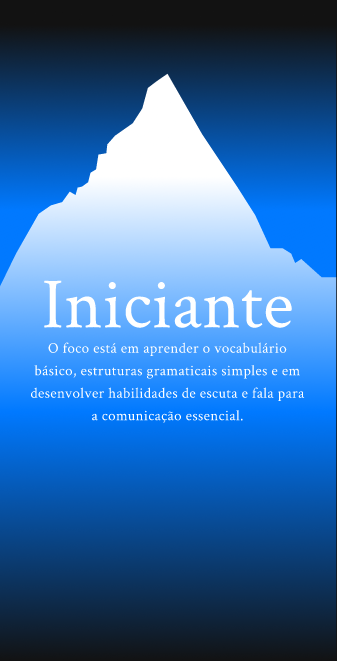 Iniciante
O foco está em aprender o vocabulário
básico, estruturas gramaticais simples e em
desenvolver habilidades de escuta e fala para
a comunicação essencial.